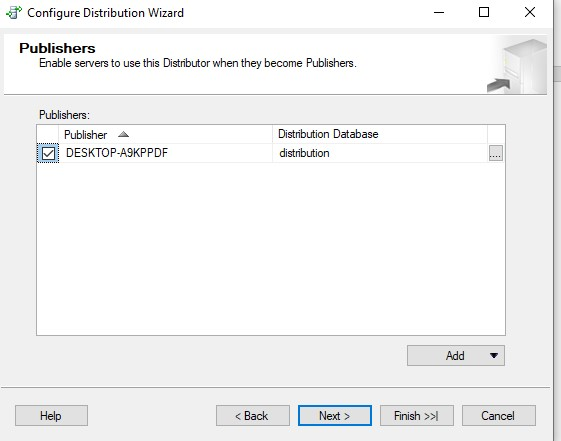 Configure Distribution Wizard
Publishers
Enable servers to use this Distributor when they become Publishers.
Publishers:
Publisher Distribution Database
DESKTOP-A9KPPDF distribution ...
Add
Help < Back Next > Finish >>| Cancel